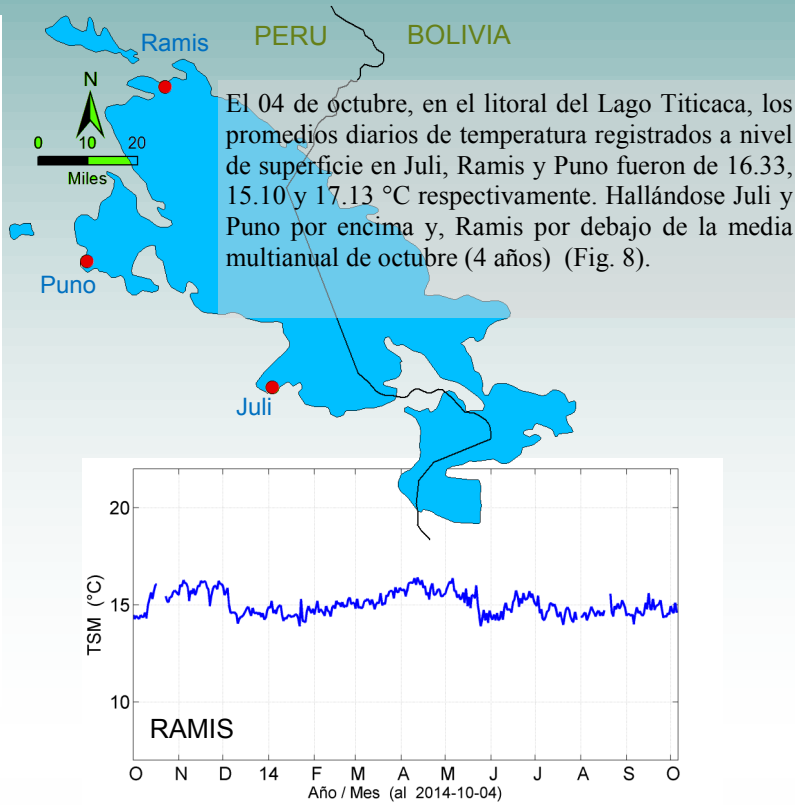 Ramis
PERU
BOLIVIA
N
0 10 20
Miles
El 04 de octubre, en el litoral del Lago Titicaca, los
promedios diarios de temperatura registrados a nivel
de superficie en Juli, Ramis y Puno fueron de 16.33,
15.10 y 17.13 °C respectivamente. Hallándose Juli y
Puno por encima y, Ramis por debajo de la media
multianual de octubre (4 años) (Fig. 8).
Puno
Juli
20
15
10
TSM (°C)
RAMIS
O N D 14 F M A M J J A S O
Año / Mes (al 2014-10-04)